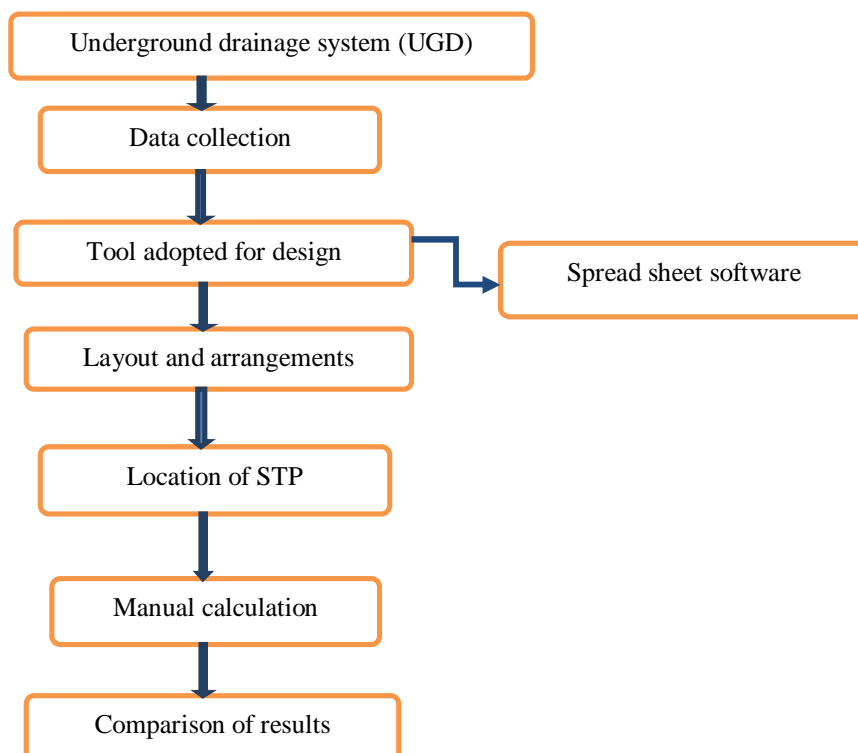 Underground drainage system (UGD)
Data collection
Tool adopted for design
Spread sheet software
Layout and arrangements
Location of STP
Manual calculation
Comparison of results